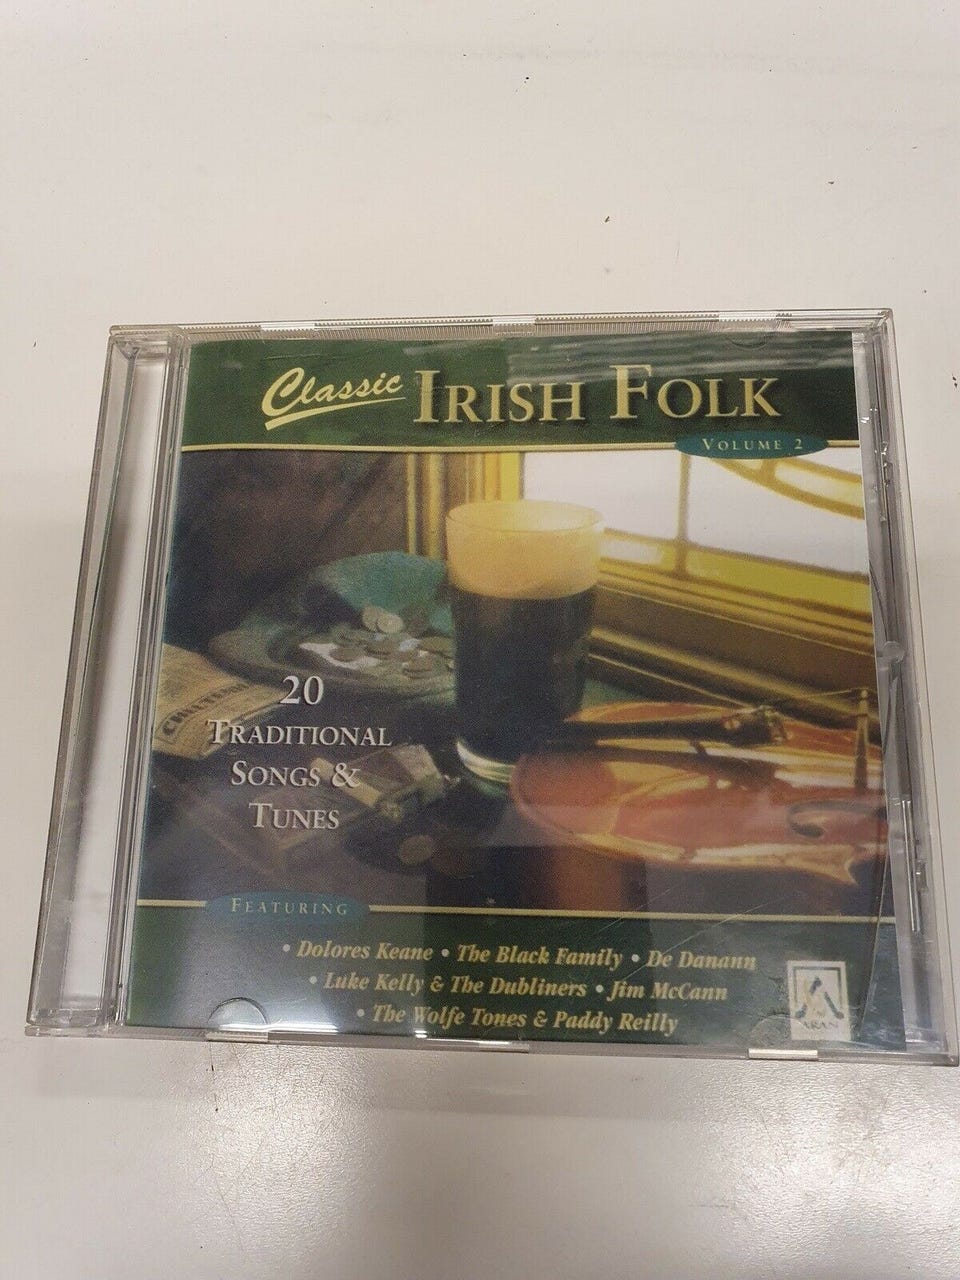 Classic IRISH FOLK
VOLUME 2
CHELTENHAM
20
TRADITIONAL
SONGS &
TUNES
FEATURING
• Dolores Keane • The Black Family • De Danann
• Luke Kelly & The Dubliners • Jim McCann
• The Wolfe Tones & Paddy Reilly
ARAN